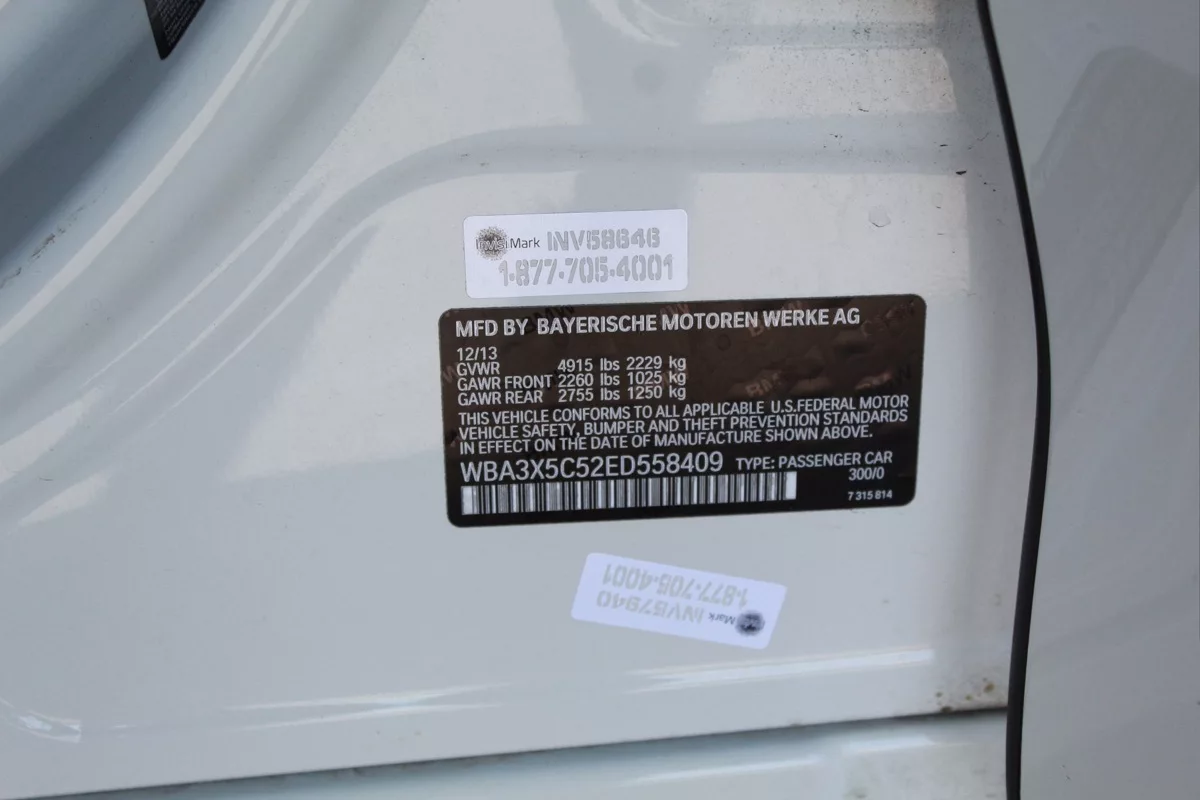 InVisiMark INV58646
1-877-705-4001
MFD BY BAYERISCHE MOTOREN WERKE AG
12/13
GVWR 4915 lbs 2229 kg
GAWR FRONT 2260 lbs 1025 kg
GAWR REAR 2755 lbs 1250 kg
THIS VEHICLE CONFORMS TO ALL APPLICABLE U.S.FEDERAL MOTOR
VEHICLE SAFETY, BUMPER AND THEFT PREVENTION STANDARDS
IN EFFECT ON THE DATE OF MANUFACTURE SHOWN ABOVE.
WBA3X5C52ED558409 TYPE: PASSENGER CAR
300/0
7 315 814
InVisiMark INV57940
1-877-705-4001